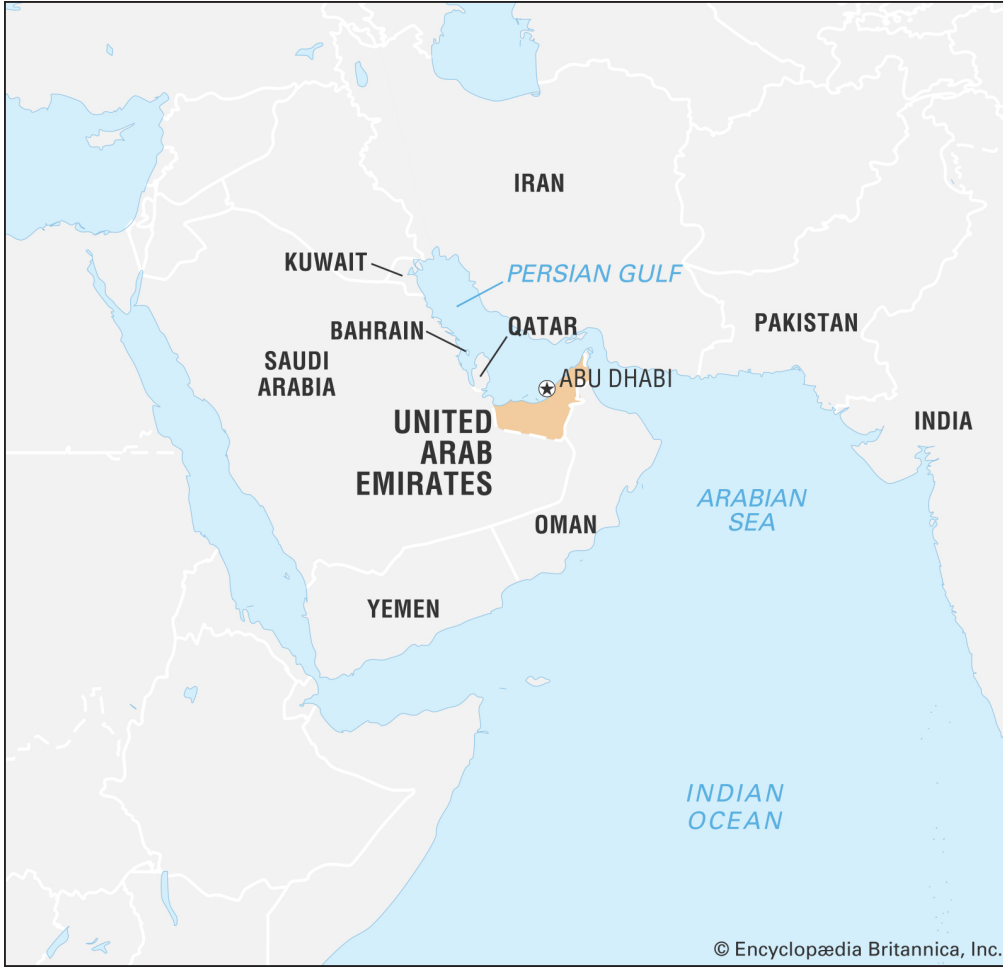 IRAN
KUWAIT
PERSIAN GULF
BAHRAIN
QATAR
PAKISTAN
SAUDI
ARABIA
ABU DHABI
UNITED
ARAB
EMIRATES
INDIA
ARABIAN
SEA
OMAN
YEMEN
INDIAN
OCEAN
© Encyclopædia Britannica, Inc.